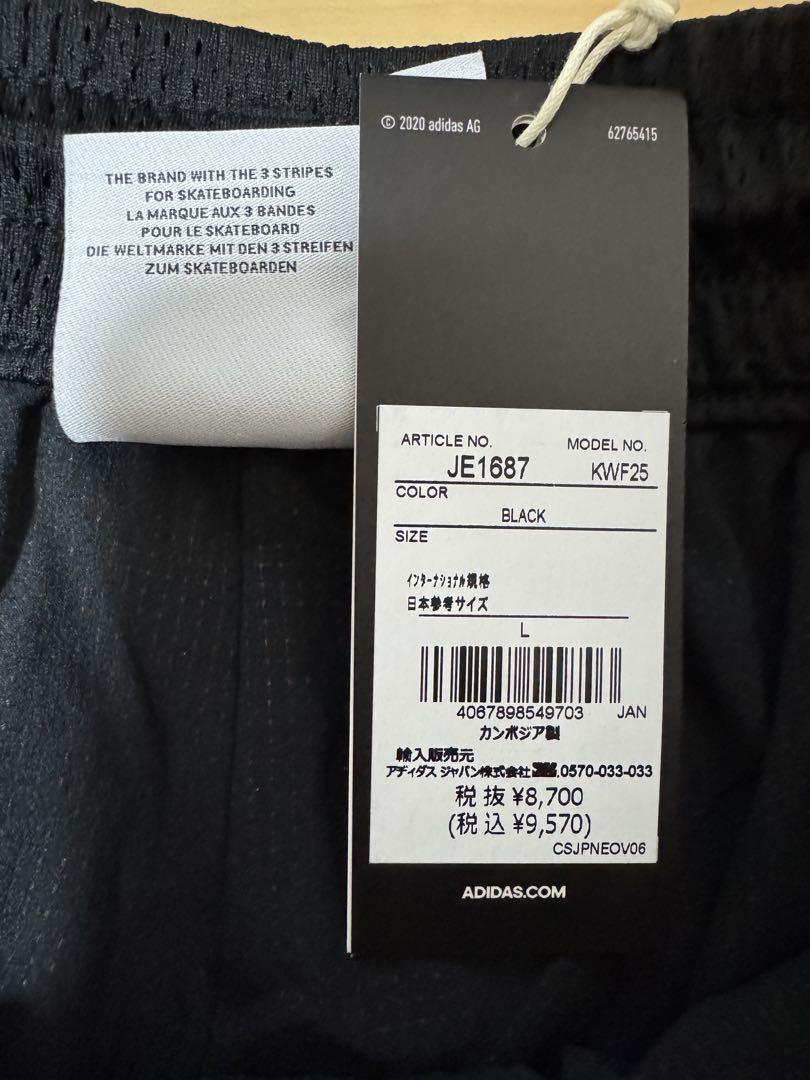 THE BRAND WITH THE 3 STRIPES
FOR SKATEBOARDING
LA MARQUE AUX 3 BANDES
POUR LE SKATEBOARD
DIE WELTMARKE MIT DEN 3 STREIFEN
ZUM SKATEBOARDEN
© 2020 adidas AG
62765415
ARTICLE NO. MODEL NO.
JE1687 KWF25
COLOR
BLACK
SIZE
インターナショナル規格
日本参考サイズ
L
4067898549703 JAN
カンボジア製
輸入販売元
アディダス ジャパン株式会社 0570-033-033
税抜 ¥8,700
(税込 ¥9,570)
CSJPNEOV06
ADIDAS.COM